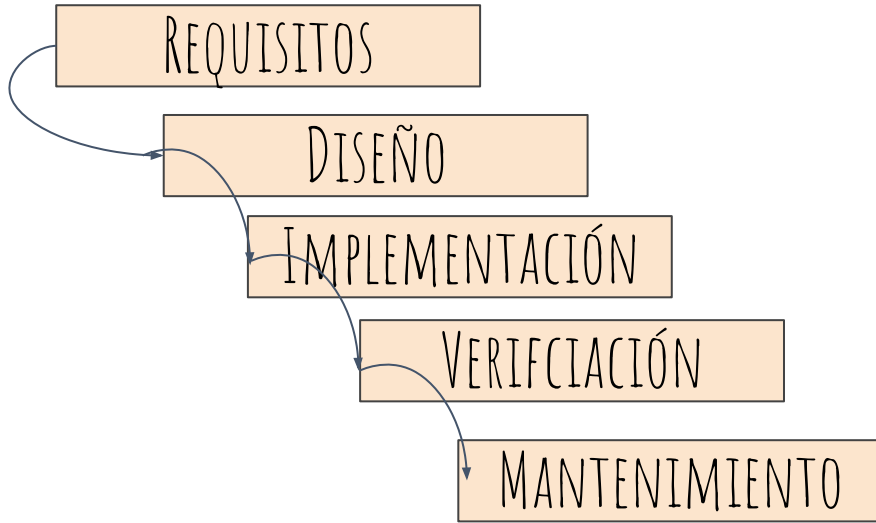 Requisitos
Diseño
Implementación
Verifciación
Mantenimiento